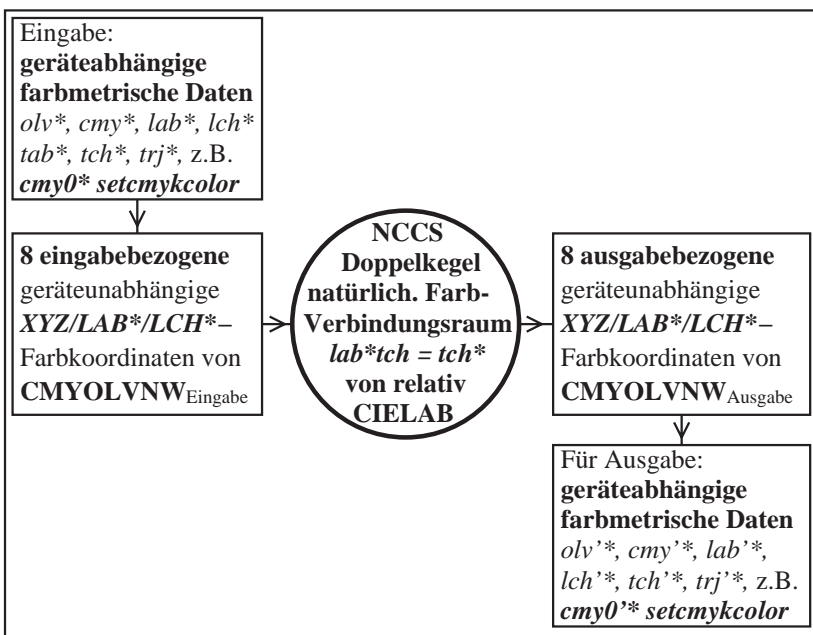 Eingabe:
geräteabhängige
farbmetrische Daten
olv*, cmy*, lab*, lch*
tab*, tch*, trj*, z.B.
cmy0* setcmykcolor
8 eingabebezogene
geräteunabhängige
XYZ/LAB*/LCH*–
Farbkoordinaten von
CMYOLVNWEingabe
NCCS
Doppelkegel
natürlich. Farb-
Verbindungsraum
lab*tch = tch*
von relativ
CIELAB
8 ausgabebezogene
geräteunabhängige
XYZ/LAB*/LCH*–
Farbkoordinaten von
CMYOLVNWAusgabe
Für Ausgabe:
geräteabhängige
farbmetrische Daten
olv’*, cmy’*, lab’*,
lch’*, tch’*, trj’*, z.B.
cmy0’* setcmykcolor